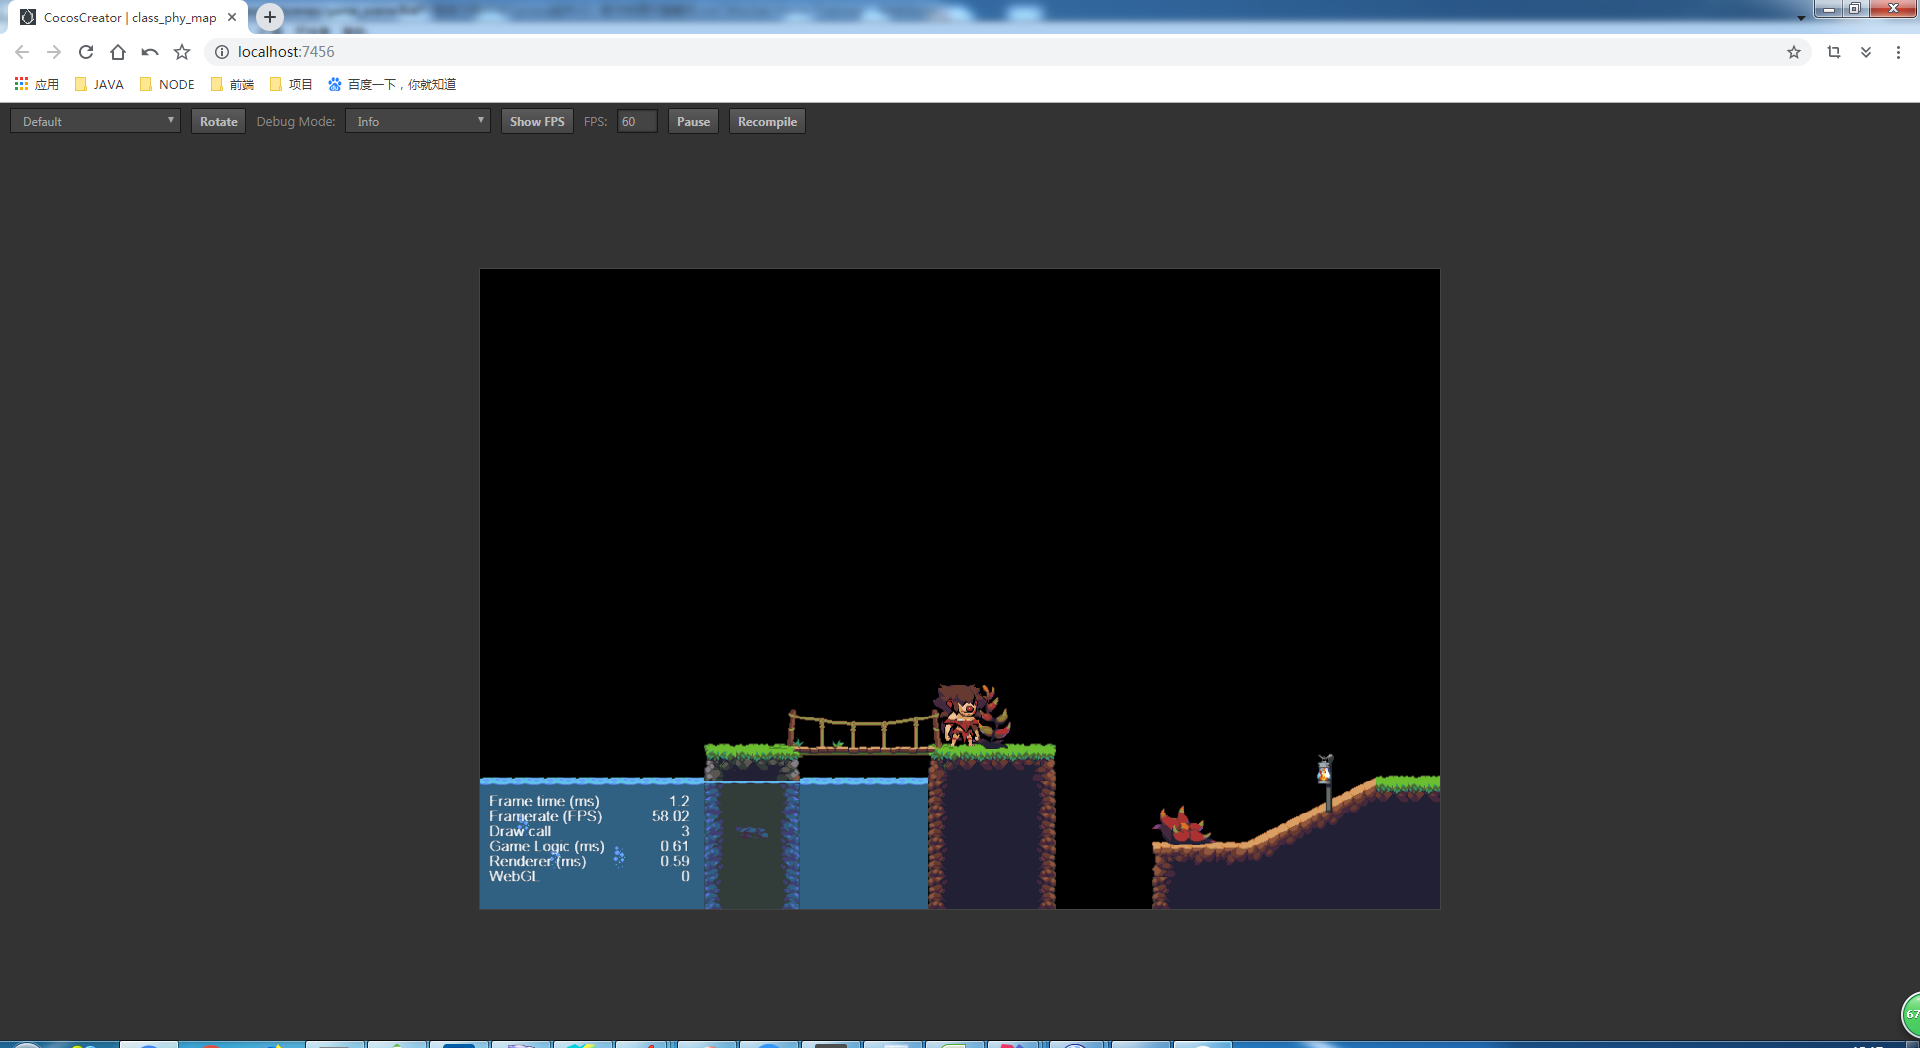 CocosCreator | class_phy_map
localhost:7456
应用 JAVA NODE 前端 项目 百度一下，你就知道
Default Rotate Debug Mode: Info Show FPS FPS: 60 Pause Recompile
Frame time (ms) 1.2
Framerate (FPS) 58.02
Draw call 3
Game Logic (ms) 0.61
Renderer (ms) 0.59
WebGL 0
67